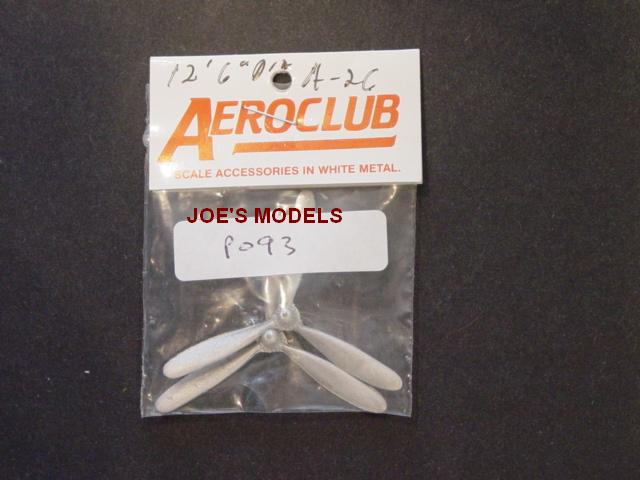 12' 6" DIA A-26
AEROCLUB
SCALE ACCESSORIES IN WHITE METAL.
JOE'S MODELS
P093